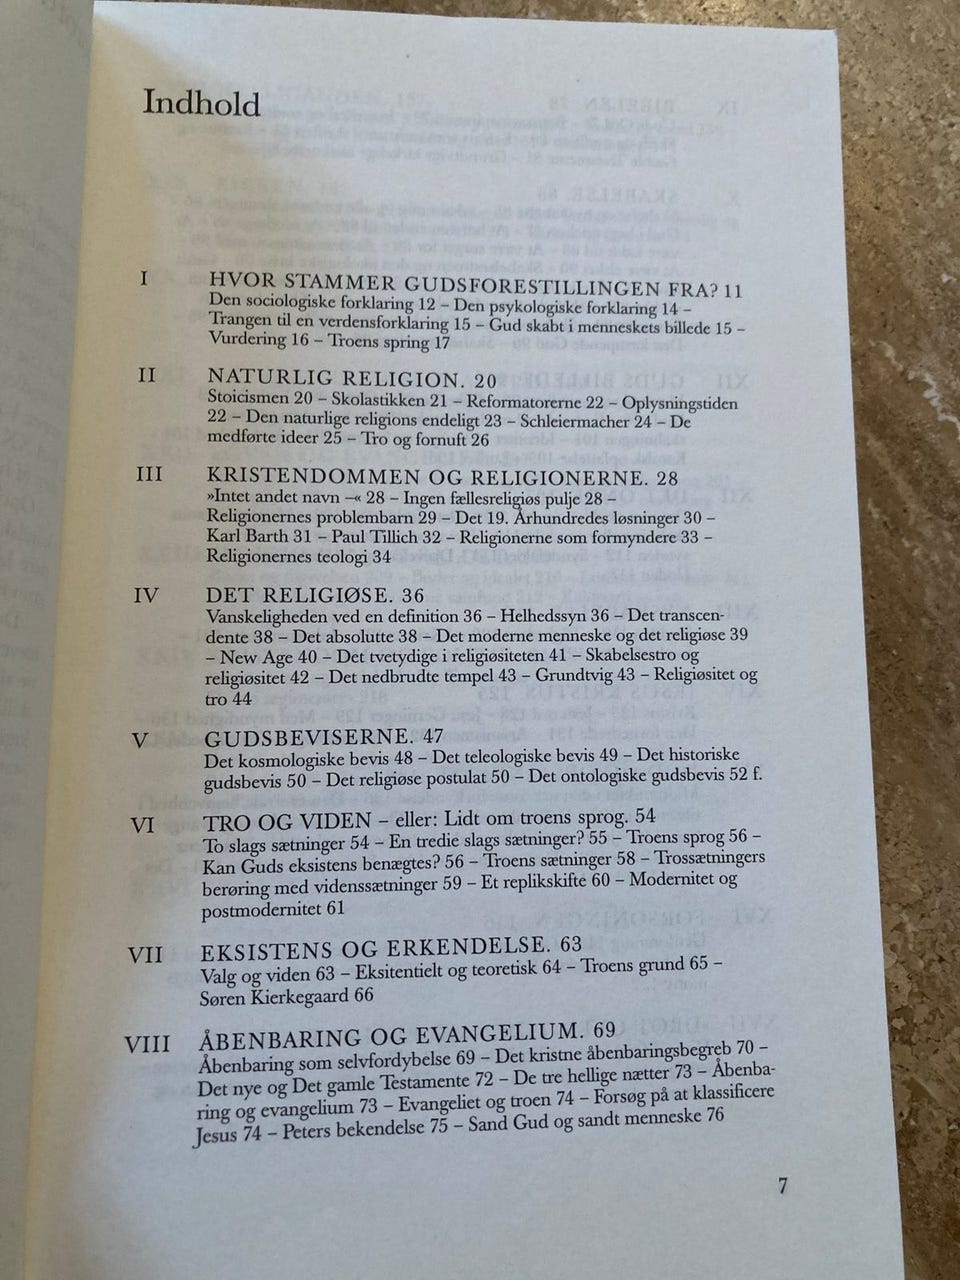 Indhold
I HVOR STAMMER GUDSFORESTILLINGEN FRA? 11
Den sociologiske forklaring 12 – Den psykologiske forklaring 14 –
Trangen til en verdensforklaring 15 – Gud skabt i menneskets billede 15 –
Vurdering 16 – Troens spring 17
II NATURLIG RELIGION. 20
Stoicismen 20 – Skolastikken 21 – Reformatorerne 22 – Oplysningstiden
22 – Den naturlige religions endeligt 23 – Schleiermacher 24 – De
medførte ideer 25 – Tro og fornuft 26
III KRISTENDOMMEN OG RELIGIONERNE. 28
»Intet andet navn –« 28 – Ingen fællesreligiøs pulje 28 –
Religionernes problembarn 29 – Det 19. Århundredes løsninger 30 –
Karl Barth 31 – Paul Tillich 32 – Religionerne som formyndere 33 –
Religionernes teologi 34
IV DET RELIGIØSE. 36
Vanskeligheden ved en definition 36 – Helhedssyn 36 – Det transcen-
dente 38 – Det absolutte 38 – Det moderne menneske og det religiøse 39
– New Age 40 – Det tvetydige i religiøsiteten 41 – Skabelsestro og
religiøsitet 42 – Det nedbrudte tempel 43 – Grundtvig 43 – Religiøsitet og
tro 44
V GUDSBEVISERNE. 47
Det kosmologiske bevis 48 – Det teleologiske bevis 49 – Det historiske
gudsbevis 50 – Det religiøse postulat 50 – Det ontologiske gudsbevis 52 f.
VI TRO OG VIDEN – eller: Lidt om troens sprog. 54
To slags sætninger 54 – En tredie slags sætninger? 55 – Troens sprog 56 –
Kan Guds eksistens benægtes? 56 – Troens sætninger 58 – Trossætningers
berøring med videnssætninger 59 – Et replikskifte 60 – Modernitet og
postmodernitet 61
VII EKSISTENS OG ERKENDELSE. 63
Valg og viden 63 – Eksitentielt og teoretisk 64 – Troens grund 65 –
Søren Kierkegaard 66
VIII ÅBENBARING OG EVANGELIUM. 69
Åbenbaring som selvfordybelse 69 – Det kristne åbenbaringsbegreb 70 –
Det nye og Det gamle Testamente 72 – De tre hellige nætter 73 – Åbenba-
ring og evangelium 73 – Evangeliet og troen 74 – Forsøg på at klassificere
Jesus 74 – Peters bekendelse 75 – Sand Gud og sandt menneske 76
7